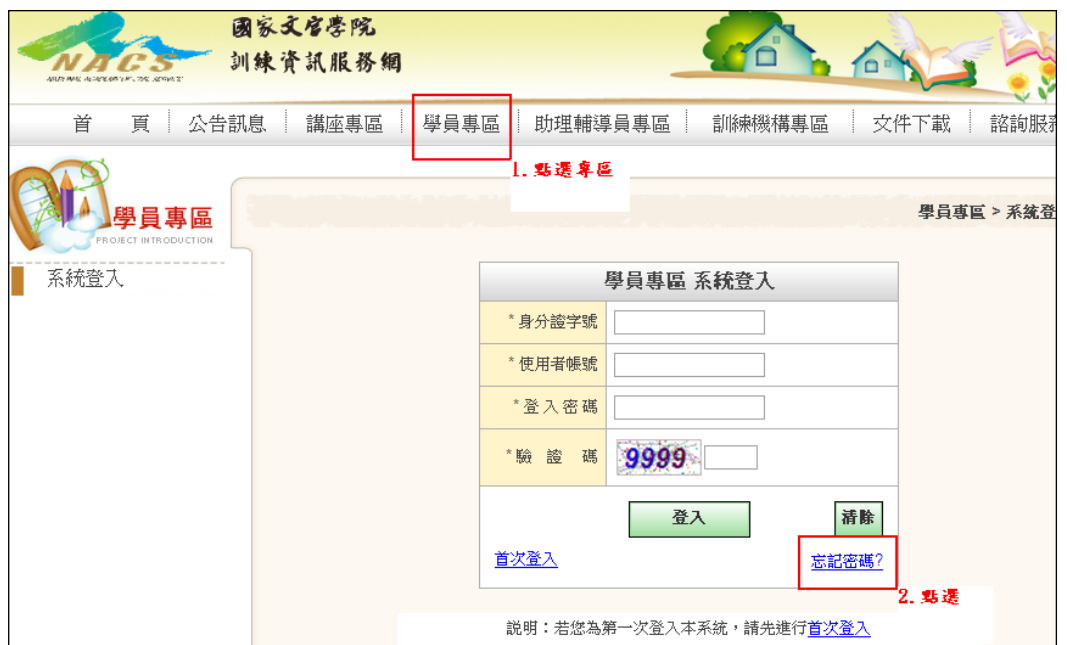 國家文官學院
訓練資訊服務網
NACS
首 頁 公告訊息 講座專區 學員專區 助理輔導員專區 訓練機構專區 文件下載 諮詢服務
1. 點選專區
學員專區
PROJECT INTRODUCTION
學員專區 > 系統登
系統登入
學員專區 系統登入
*身分證字號
*使用者帳號
*登入密碼
*驗 證 碼 9999
登入 清除
首次登入 忘記密碼?
2. 點選
說明：若您為第一次登入本系統，請先進行首次登入